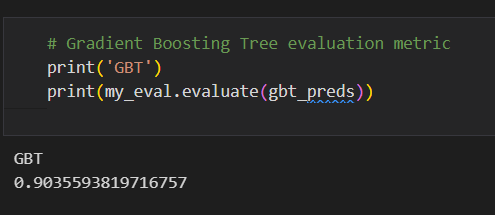 # Gradient Boosting Tree evaluation metric
print('GBT')
print(my_eval.evaluate(gbt_preds))
GBT
0.9035593819716757